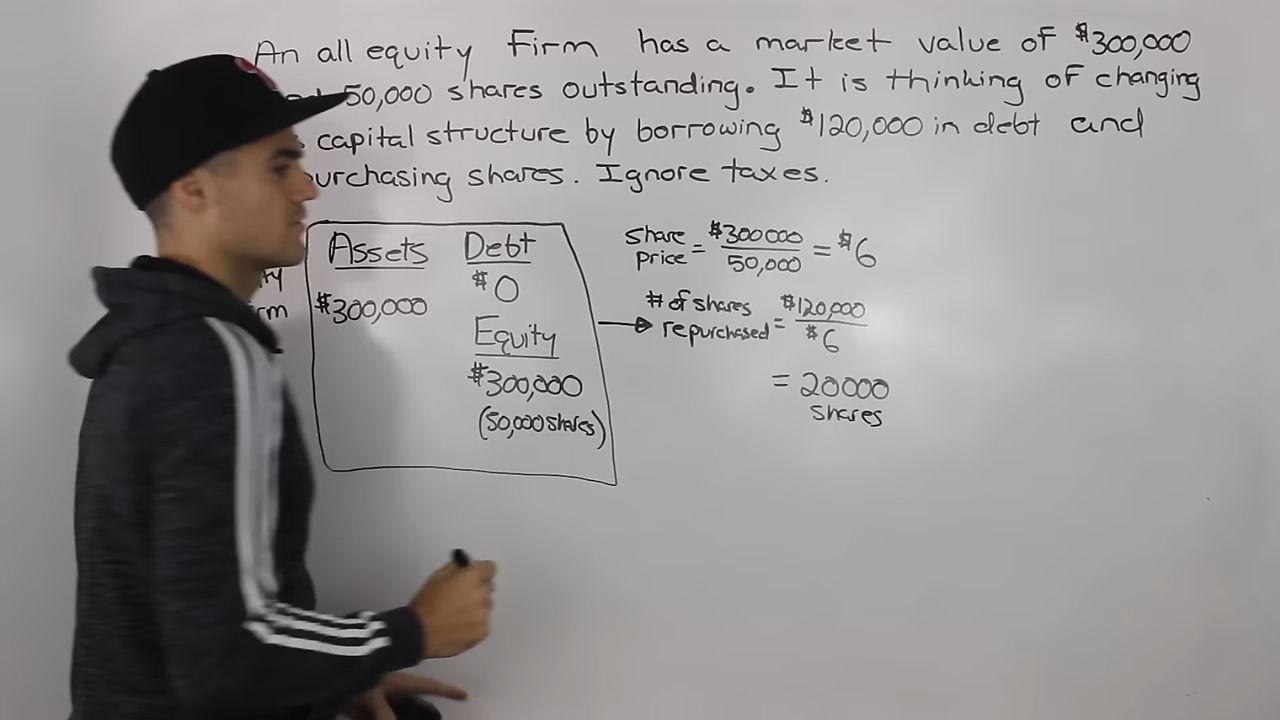 An all equity Firm has a market value of $300,000
50,000 shares outstanding. It is thinking of changing
capital structure by borrowing $120,000 in debt and
urchasing shares. Ignore taxes.
Assets Debt
$300,000 $0
Equity
$300,000
(50,000 shares)
share price = $300 000 / 50,000 = $6
# of shares repurchased = $120,000 / $6
= 20000
shares